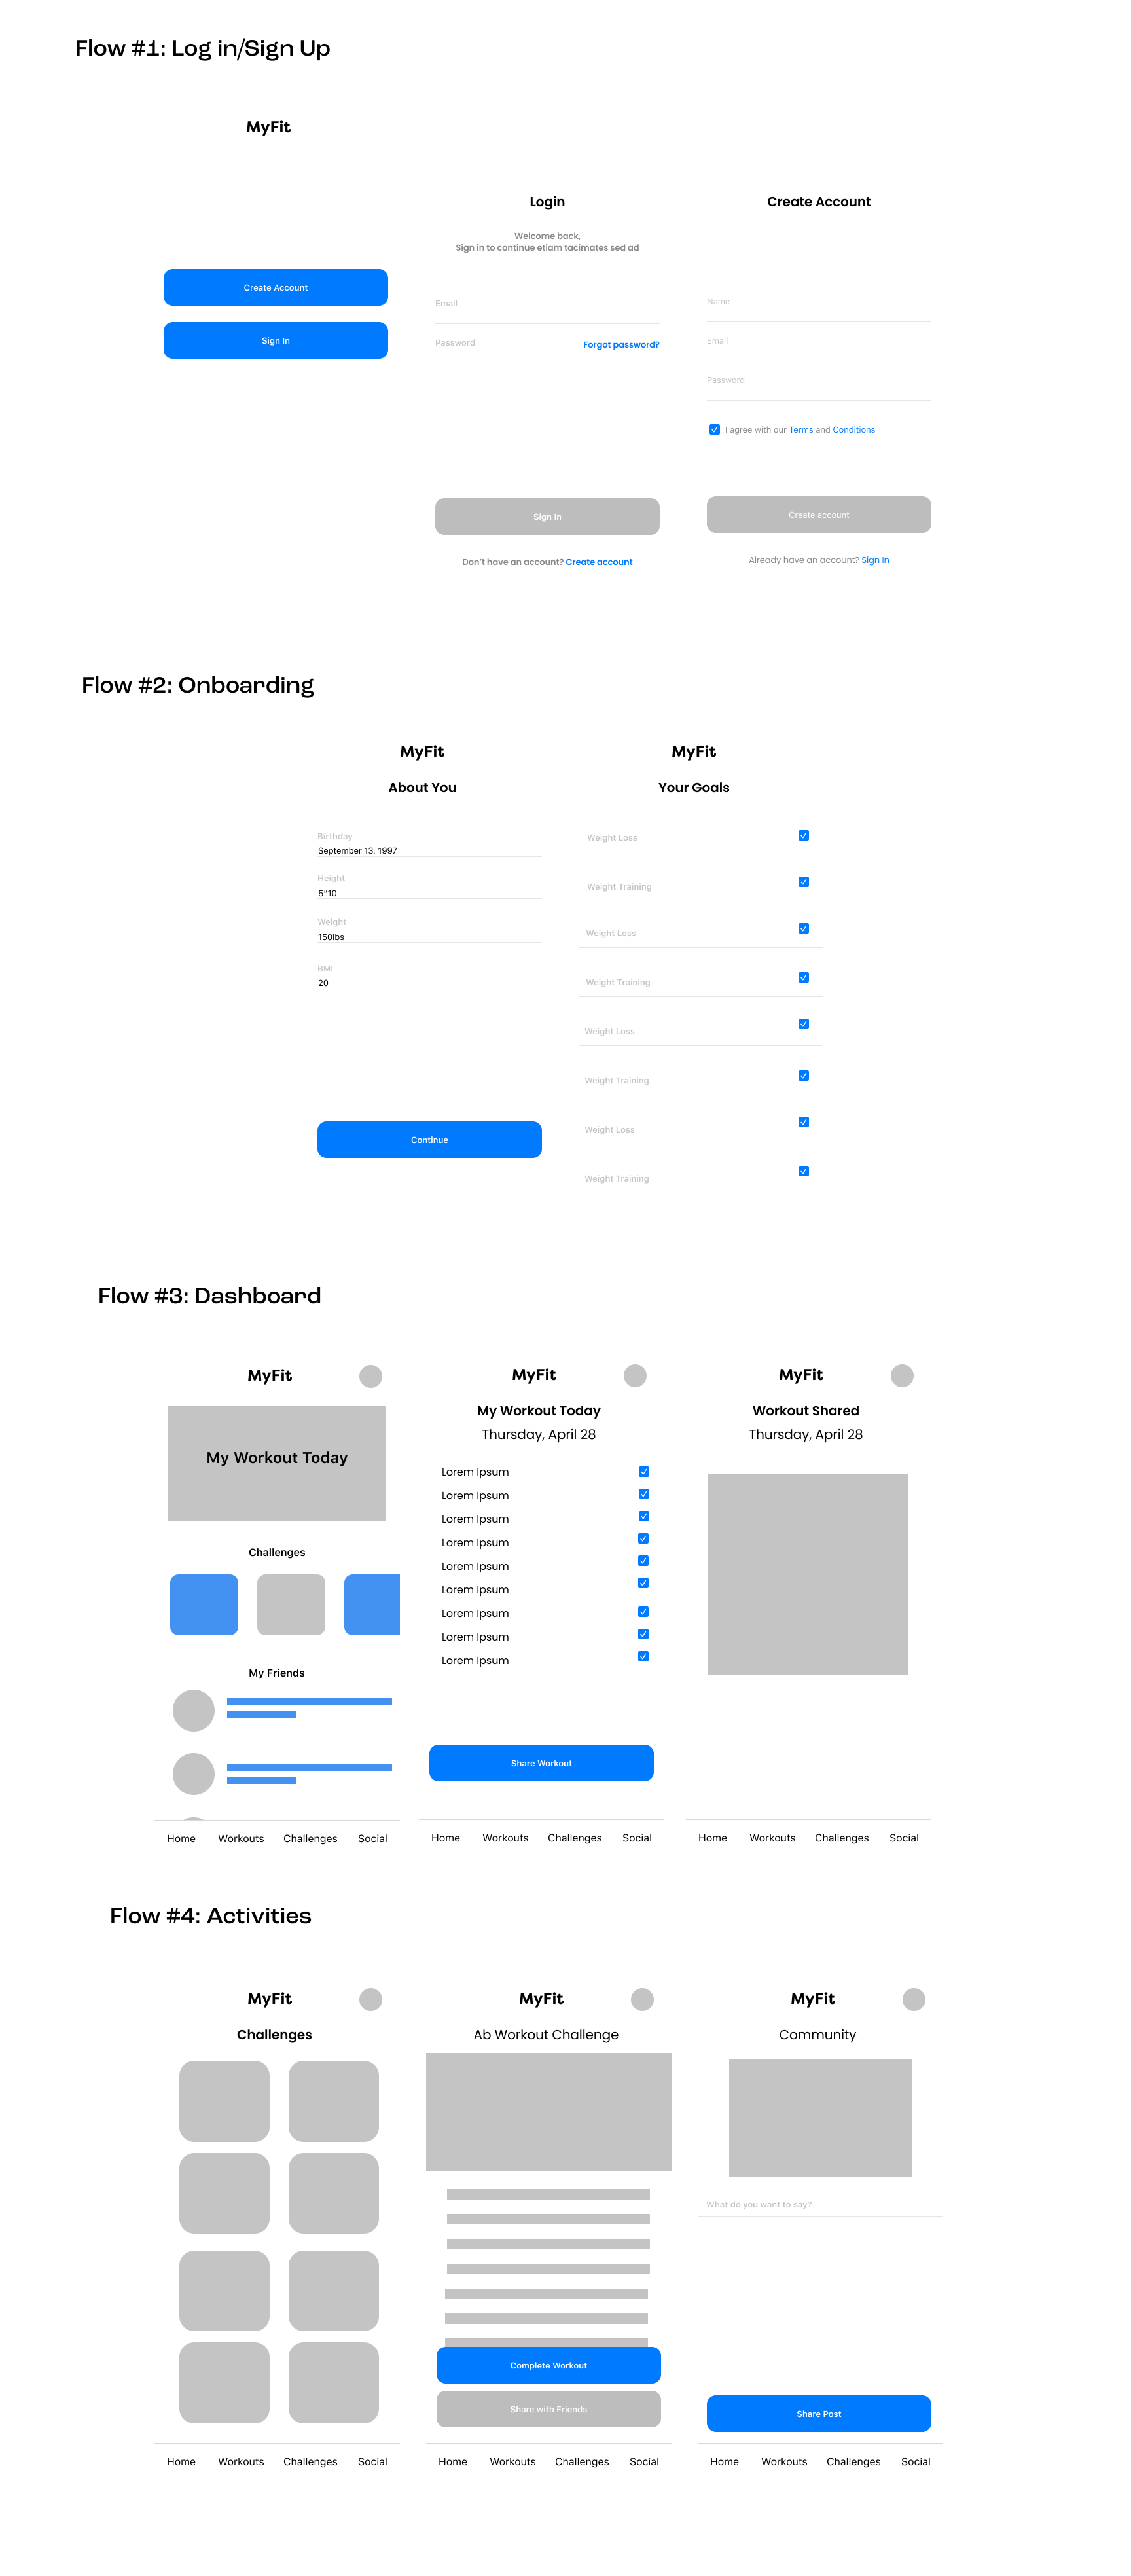 Flow #1: Log in/Sign Up
MyFit
Create Account
Sign In
Login
Welcome back,
Sign in to continue etiam tacimates sed ad
Email
Password
Forgot password?
Sign In
Don't have an account? Create account
Create Account
Name
Email
Password
I agree with our Terms and Conditions
Create account
Already have an account? Sign In
Flow #2: Onboarding
MyFit
About You
Birthday
September 13, 1997
Height
5"10
Weight
150lbs
BMI
20
Continue
MyFit
Your Goals
Weight Loss
Weight Training
Weight Loss
Weight Training
Weight Loss
Weight Training
Weight Loss
Weight Training
Flow #3: Dashboard
MyFit
My Workout Today
Challenges
My Friends
Home Workouts Challenges Social
MyFit
My Workout Today
Thursday, April 28
Lorem Ipsum
Lorem Ipsum
Lorem Ipsum
Lorem Ipsum
Lorem Ipsum
Lorem Ipsum
Lorem Ipsum
Lorem Ipsum
Lorem Ipsum
Share Workout
Home Workouts Challenges Social
MyFit
Workout Shared
Thursday, April 28
Home Workouts Challenges Social
Flow #4: Activities
MyFit
Challenges
Home Workouts Challenges Social
MyFit
Ab Workout Challenge
Complete Workout
Share with Friends
Home Workouts Challenges Social
MyFit
Community
What do you want to say?
Share Post
Home Workouts Challenges Social